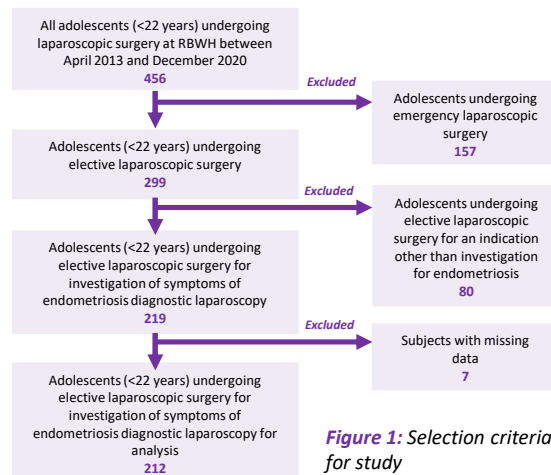 All adolescents (<22 years) undergoing
laparoscopic surgery at RBWH between
April 2013 and December 2020
456
Excluded
Adolescents undergoing
emergency laparoscopic
surgery
157
Adolescents (<22 years) undergoing
elective laparoscopic surgery
299
Excluded
Adolescents undergoing
elective laparoscopic
surgery for an indication
other than investigation
for endometriosis
80
Adolescents (<22 years) undergoing
elective laparoscopic surgery for
investigation of symptoms of
endometriosis diagnostic laparoscopy
219
Excluded
Subjects with missing
data
7
Adolescents (<22 years) undergoing
elective laparoscopic surgery for
investigation of symptoms of
endometriosis diagnostic laparoscopy for
analysis
212
Figure 1: Selection criteria
for study